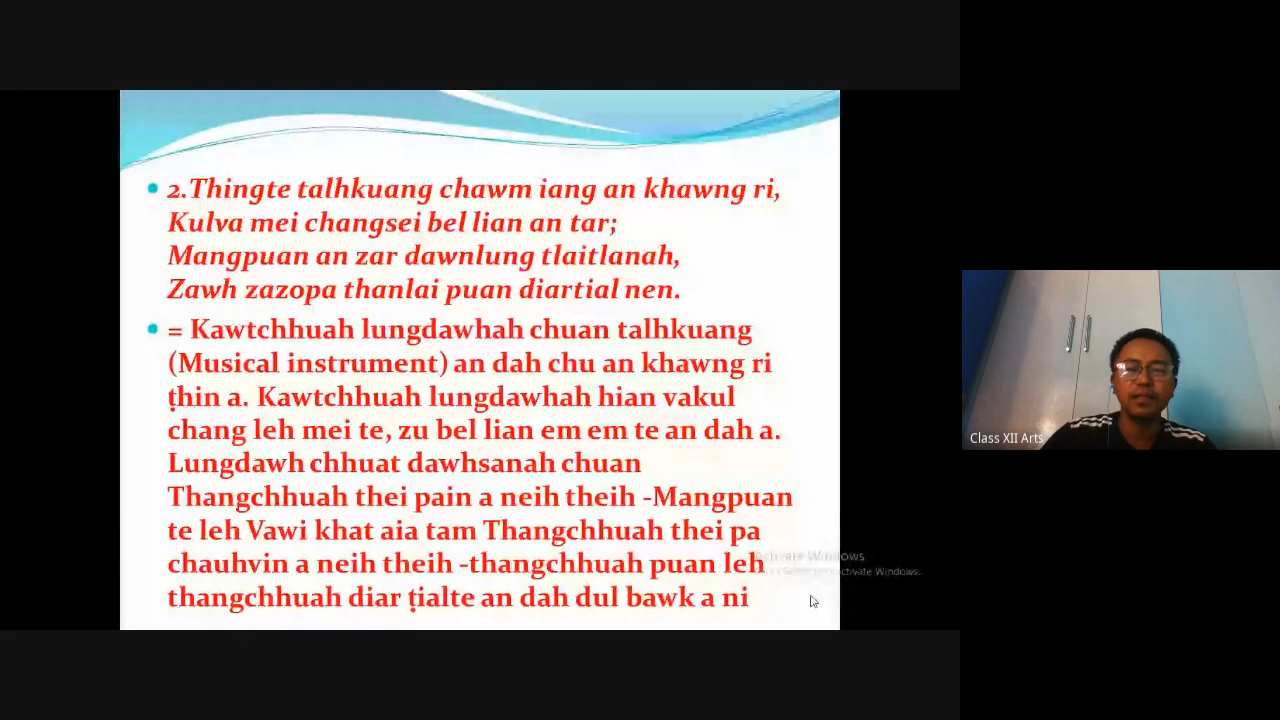 2.Thingte talhkuang chawm iang an khawng ri,
Kulva mei changsei bel lian an tar;
Mangpuan an zar dawnlung tlaitlanah,
Zawh zazopa thanlai puan diartial nen.
= Kawtchhuah lungdawhah chuan talhkuang
(Musical instrument) an dah chu an khawng ri
ṭhin a. Kawtchhuah lungdawhah hian vakul
chang leh mei te, zu bel lian em em te an dah a.
Lungdawh chhuat dawhsanah chuan
Thangchhuah thei pain a neih theih -Mangpuan
te leh Vawi khat aia tam Thangchhuah thei pa
chauhvin a neih theih -thangchhuah puan leh
thangchhuah diar ṭialte an dah dul bawk a ni
Activate Windows
activate Windows.
Class XII Arts